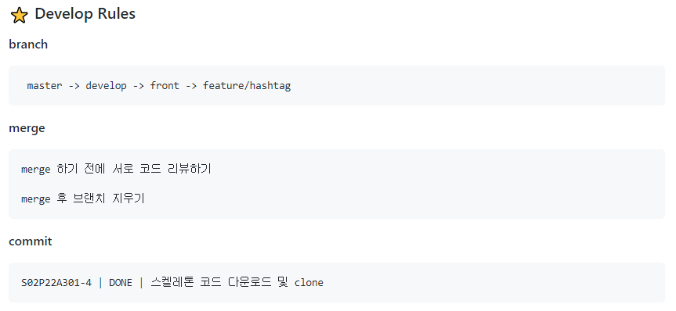 ⭐ Develop Rules
branch
master -> develop -> front -> feature/hashtag
merge
merge 하기 전에 서로 코드 리뷰하기
merge 후 브랜치 지우기
commit
S02P22A301-4 | DONE | 스켈레톤 코드 다운로드 및 clone